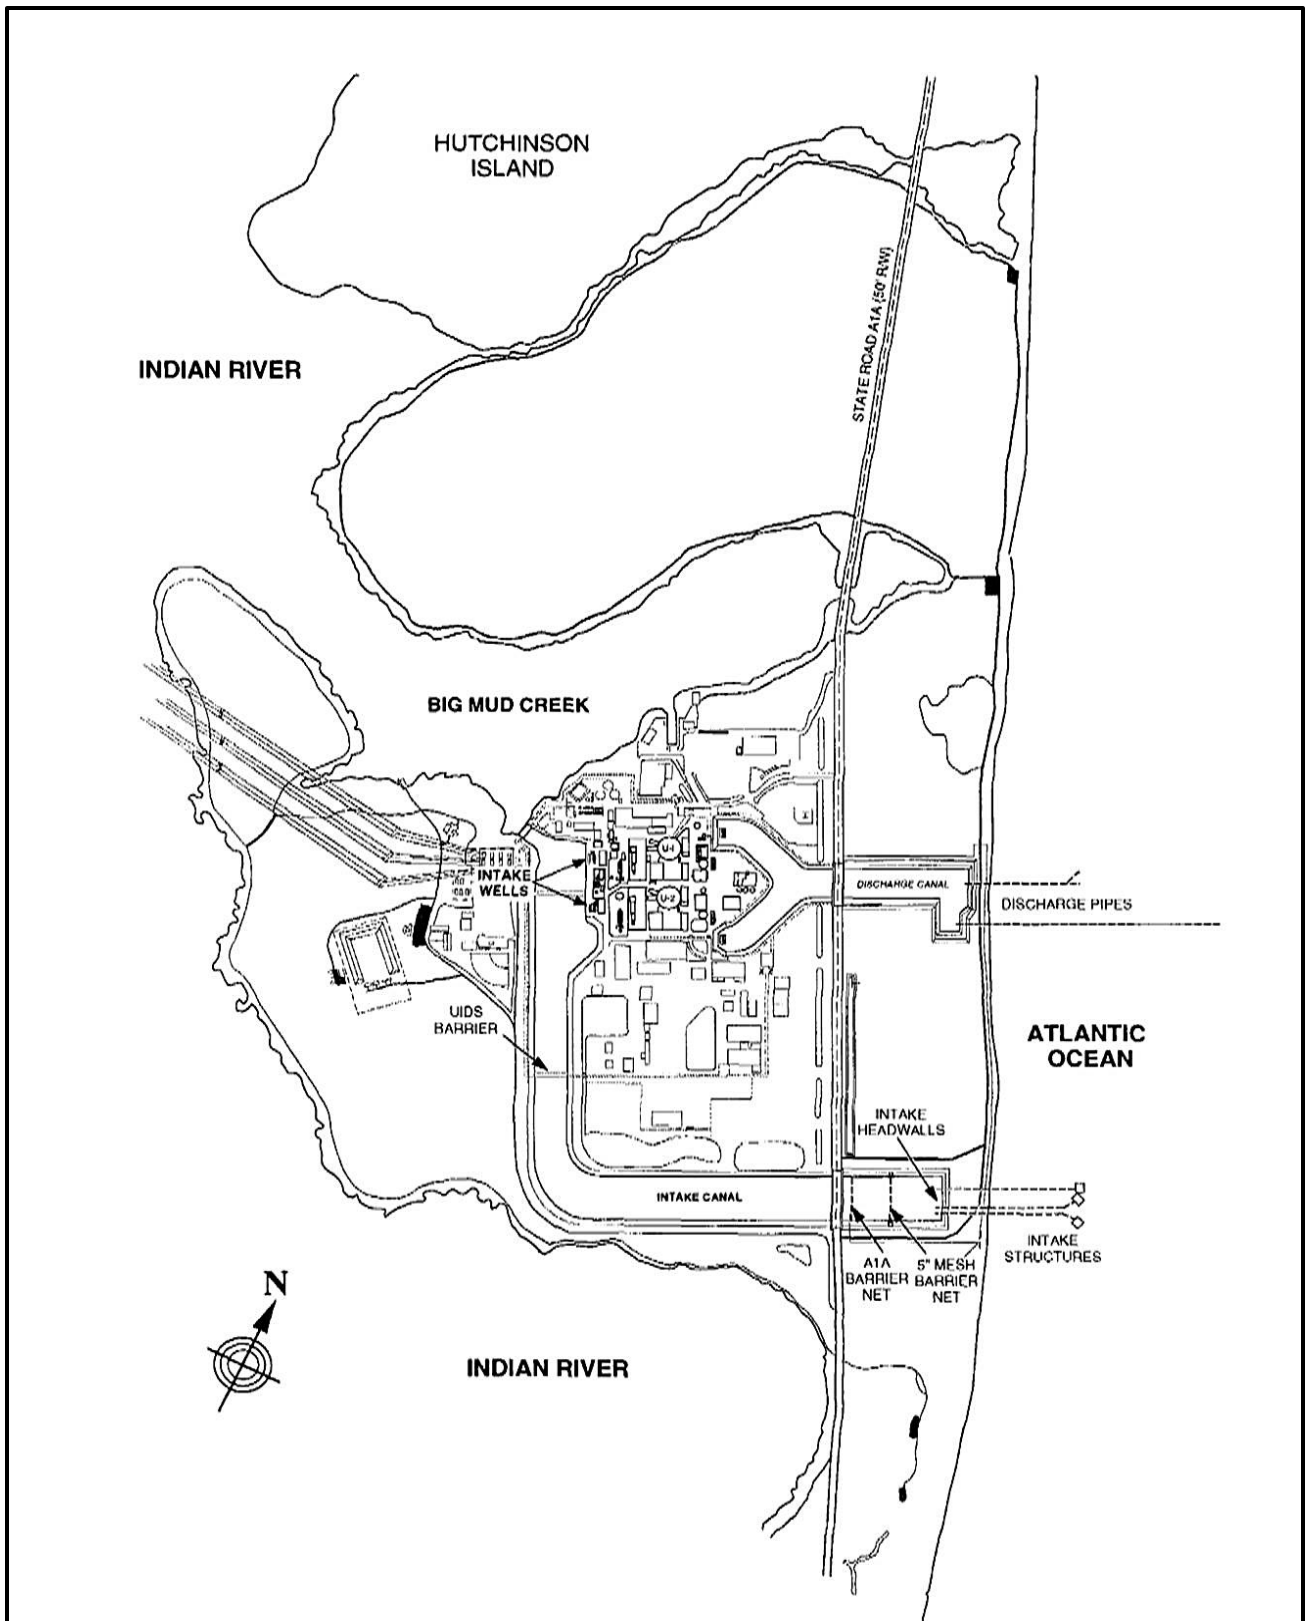 HUTCHINSON
ISLAND
INDIAN RIVER
STATE ROAD A1A (50' R/W)
BIG MUD CREEK
U-1
INTAKE
WELLS
U-2
DISCHARGE CANAL
DISCHARGE PIPES
UIDS
BARRIER
ATLANTIC
OCEAN
INTAKE
HEADWALLS
INTAKE CANAL
INTAKE
STRUCTURES
A1A
BARRIER
NET
5" MESH
BARRIER
NET
N
INDIAN RIVER